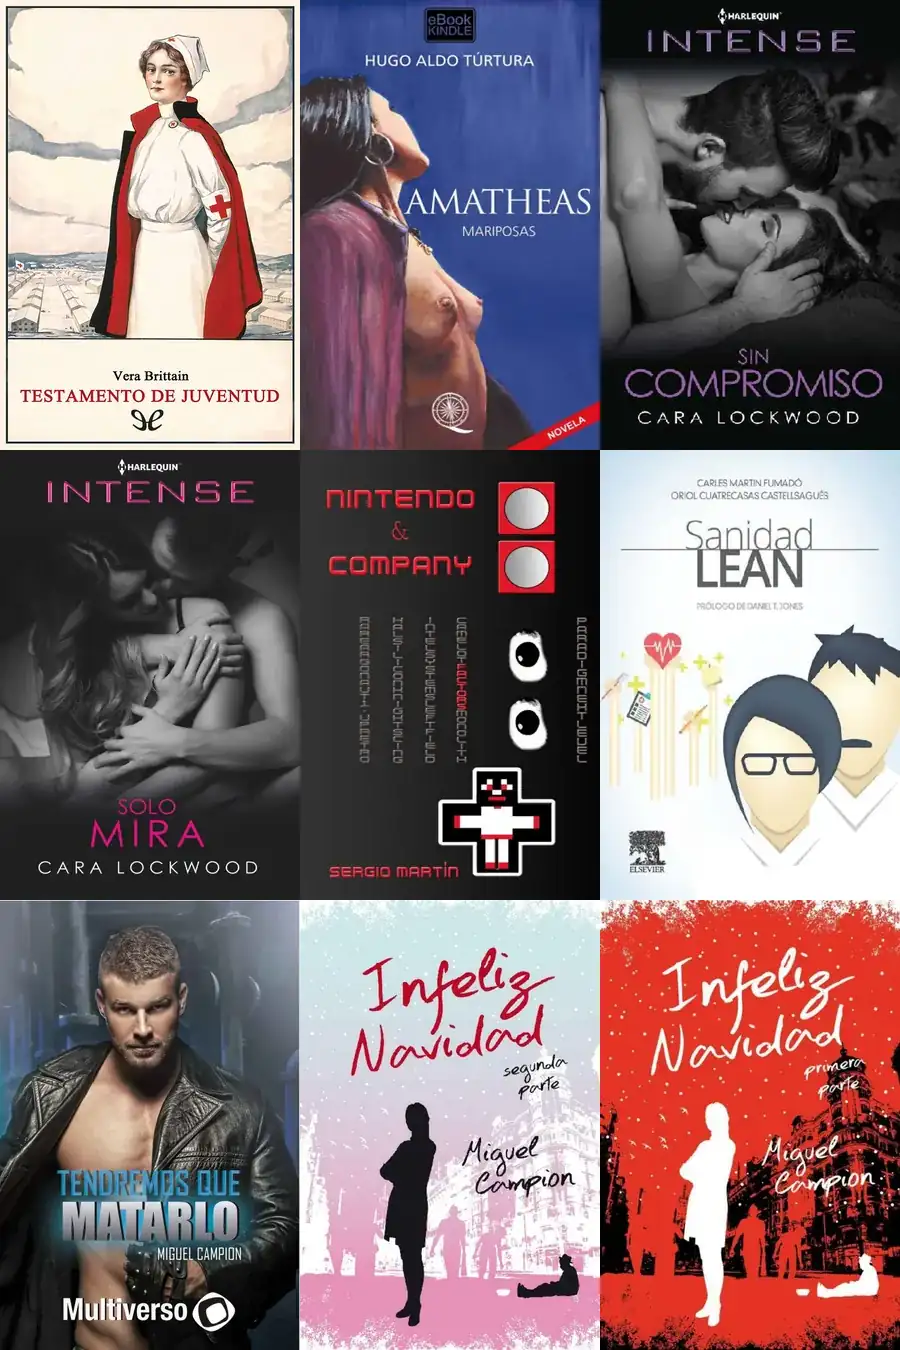 Vera Brittain
TESTAMENTO DE JUVENTUD
eBook
KINDLE
HUGO ALDO TÚRTURA
AMATHEAS
MARIPOSAS
NOVELA
HARLEQUIN™
INTENSE
SIN
COMPROMISO
CARA LOCKWOOD
HARLEQUIN™
INTENSE
SOLO
MIRA
CARA LOCKWOOD
NINTENDO
&
COMPANY
PARADIGMNEXTLEVEL
SERGIO MARTÍN
CARLES MARTIN FUMADÓ
ORIOL CUATRECASAS CASTELLSAGUÉS
Sanidad
LEAN
PRÓLOGO DE DANIEL T. JONES
ELSEVIER
TENDREMOS QUE
MATARLO
MIGUEL CAMPION
Multiverso
Infeliz
Navidad
segunda
parte
Miguel
Campion
Infeliz
Navidad
primera
parte
Miguel
Campion